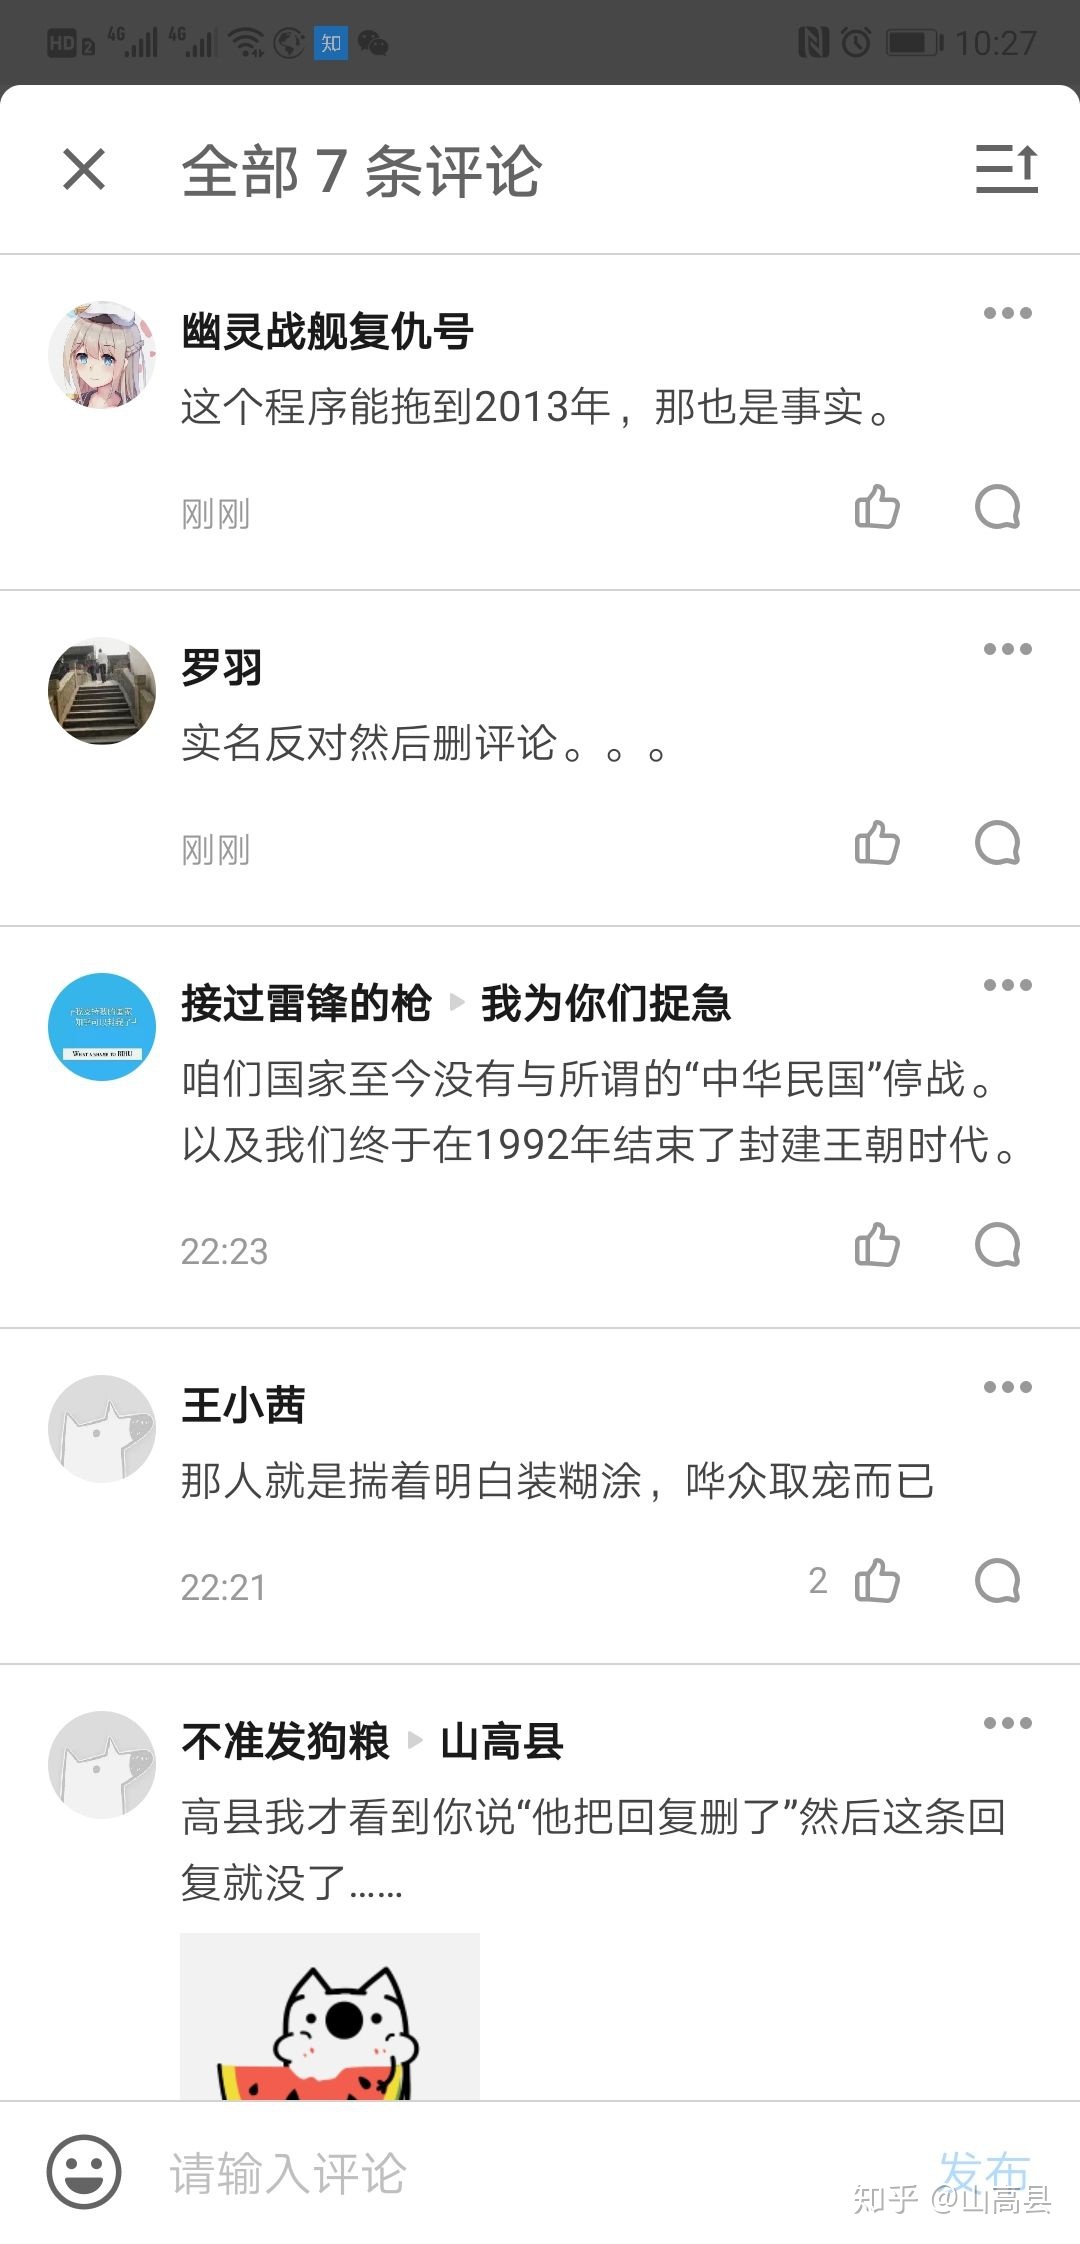 HD 2 4G 4G 知 10:27
全部 7 条评论
幽灵战舰复仇号
这个程序能拖到2013年，那也是事实。
刚刚
罗羽
实名反对然后删评论。。。
刚刚
接过雷锋的枪 ▸ 我为你们捉急
咱们国家至今没有与所谓的“中华民国”停战。
以及我们终于在1992年结束了封建王朝时代。
22:23
王小茜
那人就是揣着明白装糊涂，哗众取宠而已
22:21 2
不准发狗粮 ▸ 山高县
高县我才看到你说“他把回复删了”然后这条回
复就没了……
请输入评论 发布
知乎 @山高县